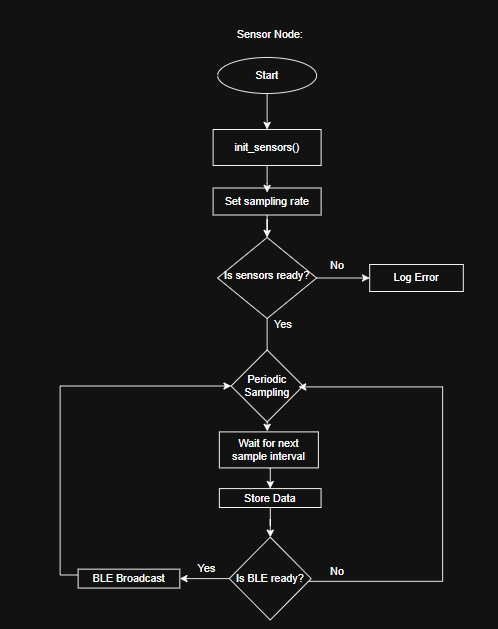 Sensor Node:
Start
init_sensors()
Set sampling rate
Is sensors ready?
No
Log Error
Yes
Periodic
Sampling
Wait for next
sample interval
Store Data
Is BLE ready?
Yes
No
BLE Broadcast